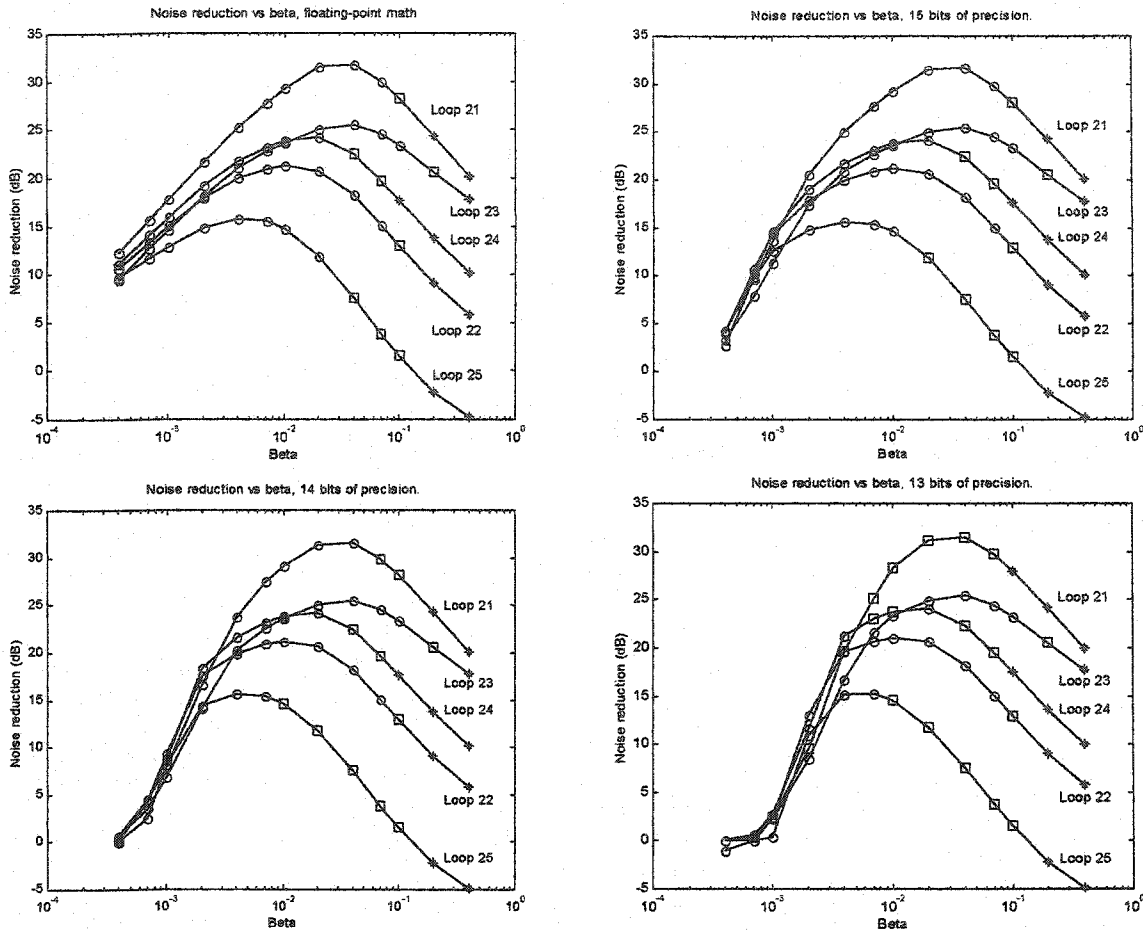 Noise reduction vs beta, floating-point math
35
30
25
20
15
10
5
0
-5
Noise reduction (dB)
Loop 21
Loop 23
Loop 24
Loop 22
Loop 25
10⁻⁴
10⁻³
10⁻²
10⁻¹
10⁰
Beta
Noise reduction vs beta, 15 bits of precision.
35
30
25
20
15
10
5
0
-5
Noise reduction (dB)
Loop 21
Loop 23
Loop 24
Loop 22
Loop 25
10⁻⁴
10⁻³
10⁻²
10⁻¹
10⁰
Beta
Noise reduction vs beta, 14 bits of precision.
35
30
25
20
15
10
5
0
-5
Noise reduction (dB)
Loop 21
Loop 23
Loop 24
Loop 22
Loop 25
10⁻⁴
10⁻³
10⁻²
10⁻¹
10⁰
Beta
Noise reduction vs beta, 13 bits of precision.
35
30
25
20
15
10
5
0
-5
Noise reduction (dB)
Loop 21
Loop 23
Loop 24
Loop 22
Loop 25
10⁻⁴
10⁻³
10⁻²
10⁻¹
10⁰
Beta